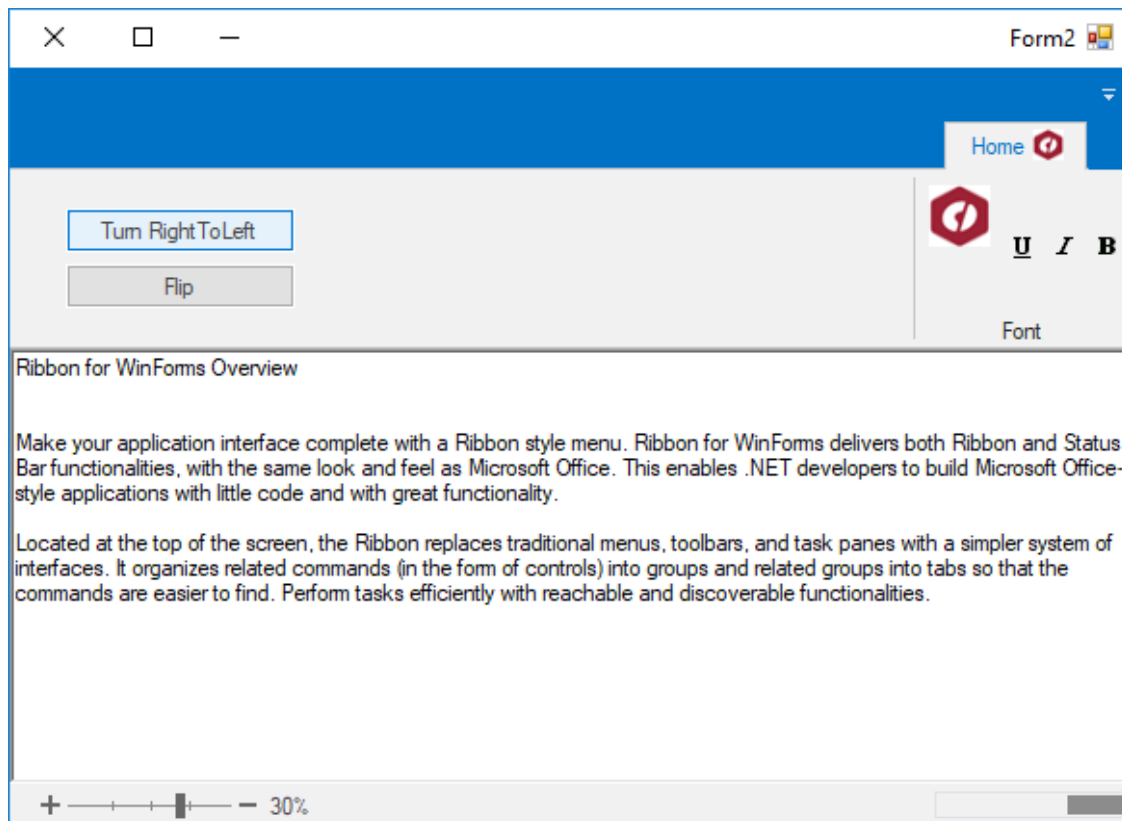 Form2
Home
Turn RightToLeft
Flip
U I B
Font
Ribbon for WinForms Overview
Make your application interface complete with a Ribbon style menu. Ribbon for WinForms delivers both Ribbon and Status
Bar functionalities, with the same look and feel as Microsoft Office. This enables .NET developers to build Microsoft Office-
style applications with little code and with great functionality.
Located at the top of the screen, the Ribbon replaces traditional menus, toolbars, and task panes with a simpler system of
interfaces. It organizes related commands (in the form of controls) into groups and related groups into tabs so that the
commands are easier to find. Perform tasks efficiently with reachable and discoverable functionalities.
30%